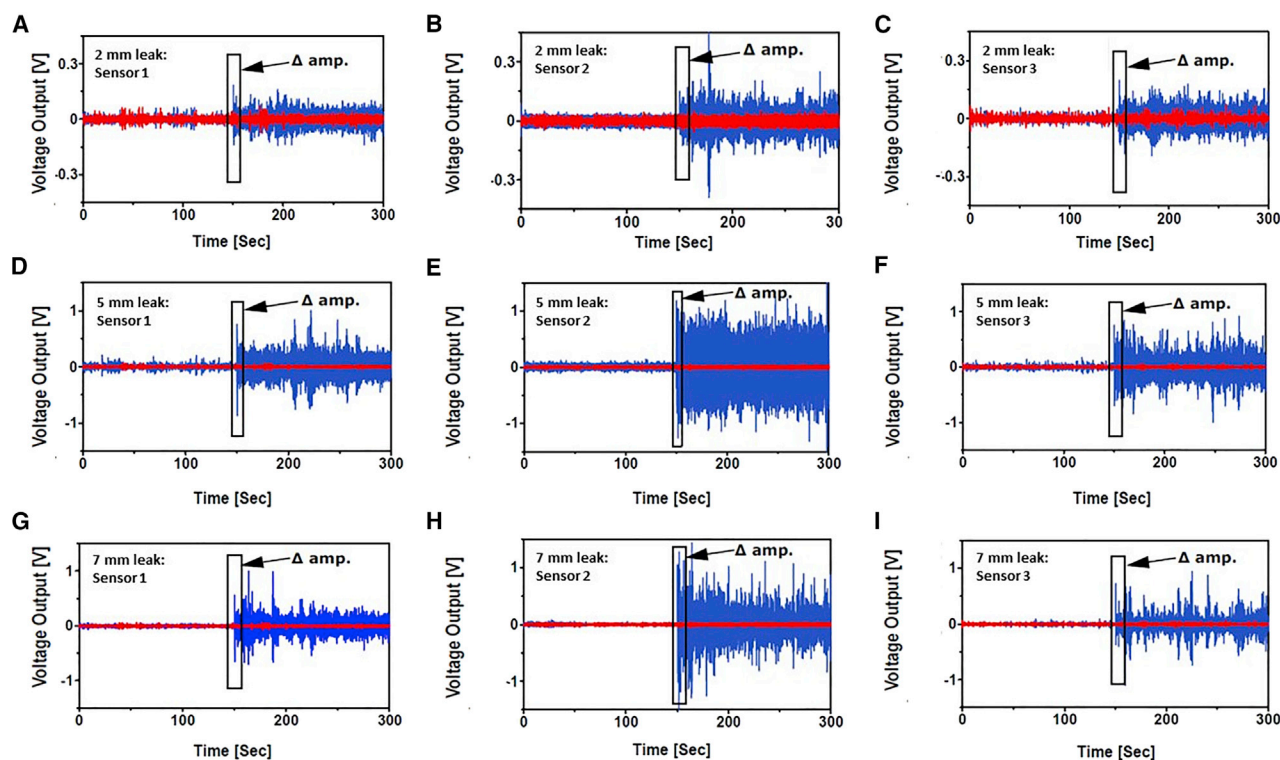 A
Voltage Output [V]
0.3
0
-0.3
2 mm leak:
Sensor 1
Δ amp.
0 100 200 300
Time [Sec]
B
Voltage Output [V]
0.3
0
-0.3
2 mm leak:
Sensor 2
Δ amp.
0 100 200 300
Time [Sec]
C
Voltage Output [V]
0.3
0
-0.3
2 mm leak:
Sensor 3
Δ amp.
0 100 200 300
Time [Sec]
D
Voltage Output [V]
1
0
-1
5 mm leak:
Sensor 1
Δ amp.
0 100 200 300
Time [Sec]
E
Voltage Output [V]
1
0
-1
5 mm leak:
Sensor 2
Δ amp.
0 100 200 300
Time [Sec]
F
Voltage Output [V]
1
0
-1
5 mm leak:
Sensor 3
Δ amp.
0 100 200 300
Time [Sec]
G
Voltage Output [V]
1
0
-1
7 mm leak:
Sensor 1
Δ amp.
0 100 200 300
Time [Sec]
H
Voltage Output [V]
1
0
-1
7 mm leak:
Sensor 2
Δ amp.
0 100 200 300
Time [Sec]
I
Voltage Output [V]
1
0
-1
7 mm leak:
Sensor 3
Δ amp.
0 100 200 300
Time [Sec]